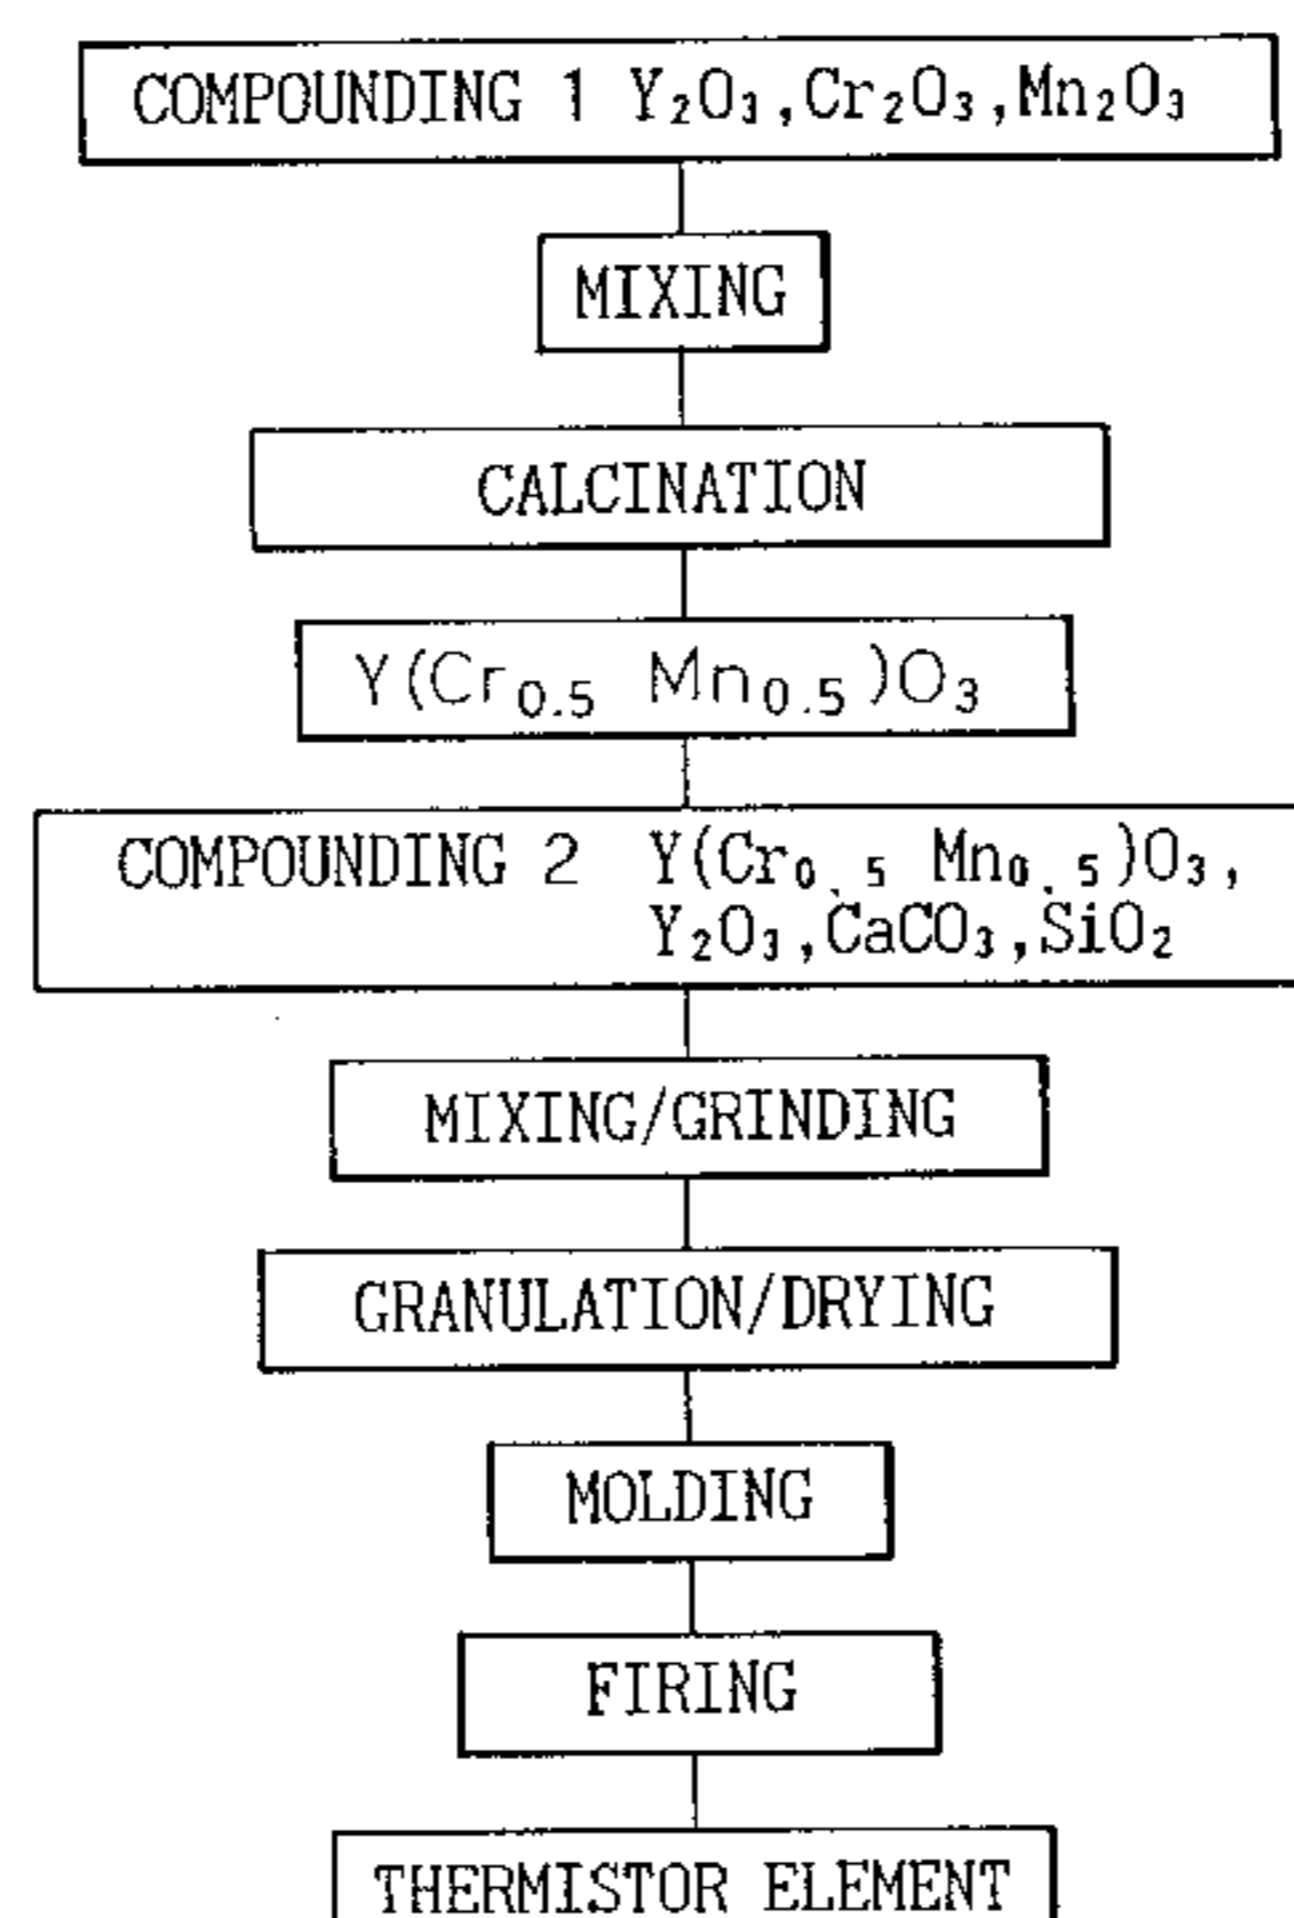 COMPOUNDING 1 Y₂O₃,Cr₂O₃,Mn₂O₃
MIXING
CALCINATION
Y(Cr₀.₅ Mn₀.₅)O₃
COMPOUNDING 2 Y(Cr₀.₅ Mn₀.₅)O₃,
Y₂O₃,CaCO₃,SiO₂
MIXING/GRINDING
GRANULATION/DRYING
MOLDING
FIRING
THERMISTOR ELEMENT